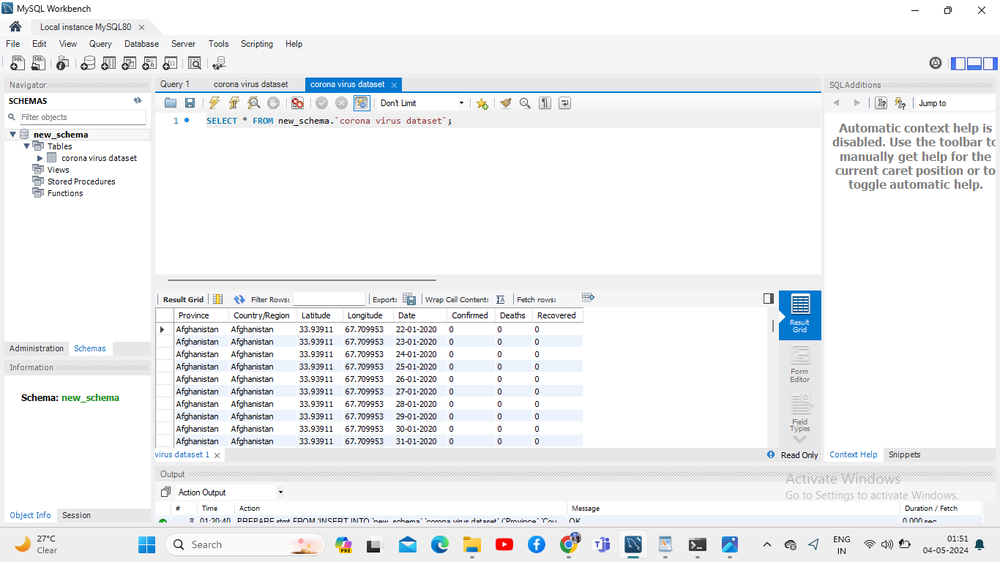 MySQL Workbench
Local instance MySQL80
File Edit View Query Database Server Tools Scripting Help
Navigator
SCHEMAS
Filter objects
new_schema
Tables
corona virus dataset
Views
Stored Procedures
Functions
Administration Schemas
Information
Schema: new_schema
Object Info Session
Query 1 corona virus dataset corona virus dataset
Don't Limit
1 SELECT * FROM new_schema.`corona virus dataset`;
Result Grid Filter Rows: Export: Wrap Cell Content: Fetch rows:
Province Country/Region Latitude Longitude Date Confirmed Deaths Recovered
Afghanistan Afghanistan 33.93911 67.709953 22-01-2020 0 0 0
Afghanistan Afghanistan 33.93911 67.709953 23-01-2020 0 0 0
Afghanistan Afghanistan 33.93911 67.709953 24-01-2020 0 0 0
Afghanistan Afghanistan 33.93911 67.709953 25-01-2020 0 0 0
Afghanistan Afghanistan 33.93911 67.709953 26-01-2020 0 0 0
Afghanistan Afghanistan 33.93911 67.709953 27-01-2020 0 0 0
Afghanistan Afghanistan 33.93911 67.709953 28-01-2020 0 0 0
Afghanistan Afghanistan 33.93911 67.709953 29-01-2020 0 0 0
Afghanistan Afghanistan 33.93911 67.709953 30-01-2020 0 0 0
Afghanistan Afghanistan 33.93911 67.709953 31-01-2020 0 0 0
Result
Grid
Form
Editor
Field
Types
virus dataset 1
Read Only
SQLAdditions
Jump to
Automatic context help is
disabled. Use the toolbar to
manually get help for the
current caret position or to
toggle automatic help.
Context Help Snippets
Output
Action Output
# Time Action Message Duration / Fetch
8 01:20:40 PREPARE stmt FROM 'INSERT INTO `new_schema`.`corona virus dataset` (`Province`,`Cou... OK 0.000 sec
Activate Windows
Go to Settings to activate Windows.
27°C
Clear
Search
PRE
ENG
IN
01:51
04-05-2024